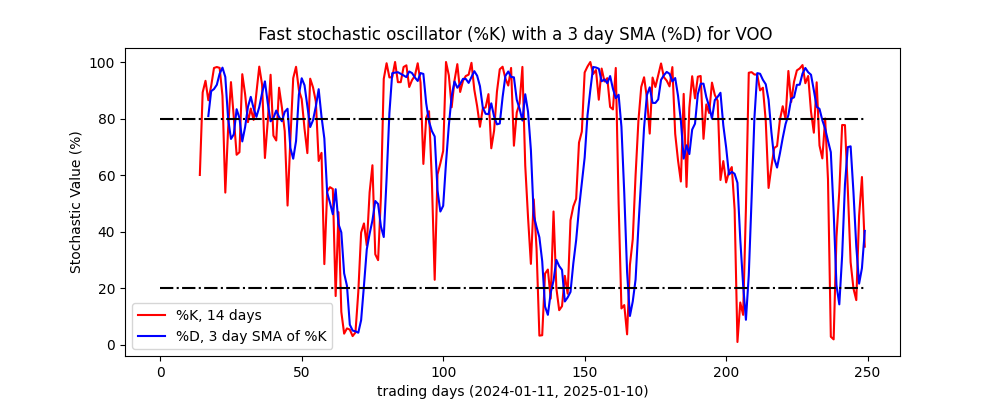 Fast stochastic oscillator (%K) with a 3 day SMA (%D) for VOO
Stochastic Value (%)
100
80
60
40
20
0
%K, 14 days
%D, 3 day SMA of %K
0 50 100 150 200 250
trading days (2024-01-11, 2025-01-10)